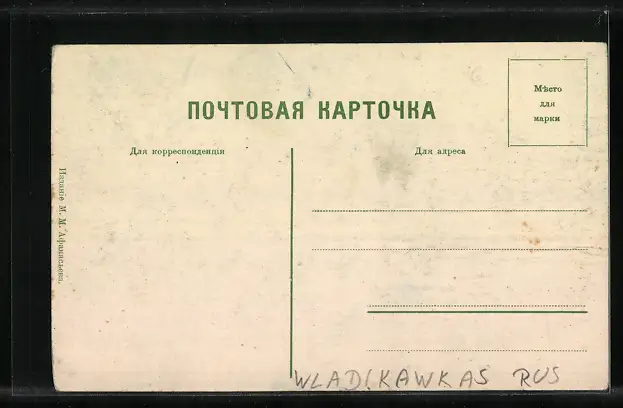 ПОЧТОВАЯ КАРТОЧКА
Мѣсто
для
марки
Для корреспонденціи
Для адреса
Изданіе М. М. Афанасьева.
WLADIKAWKAS RUS